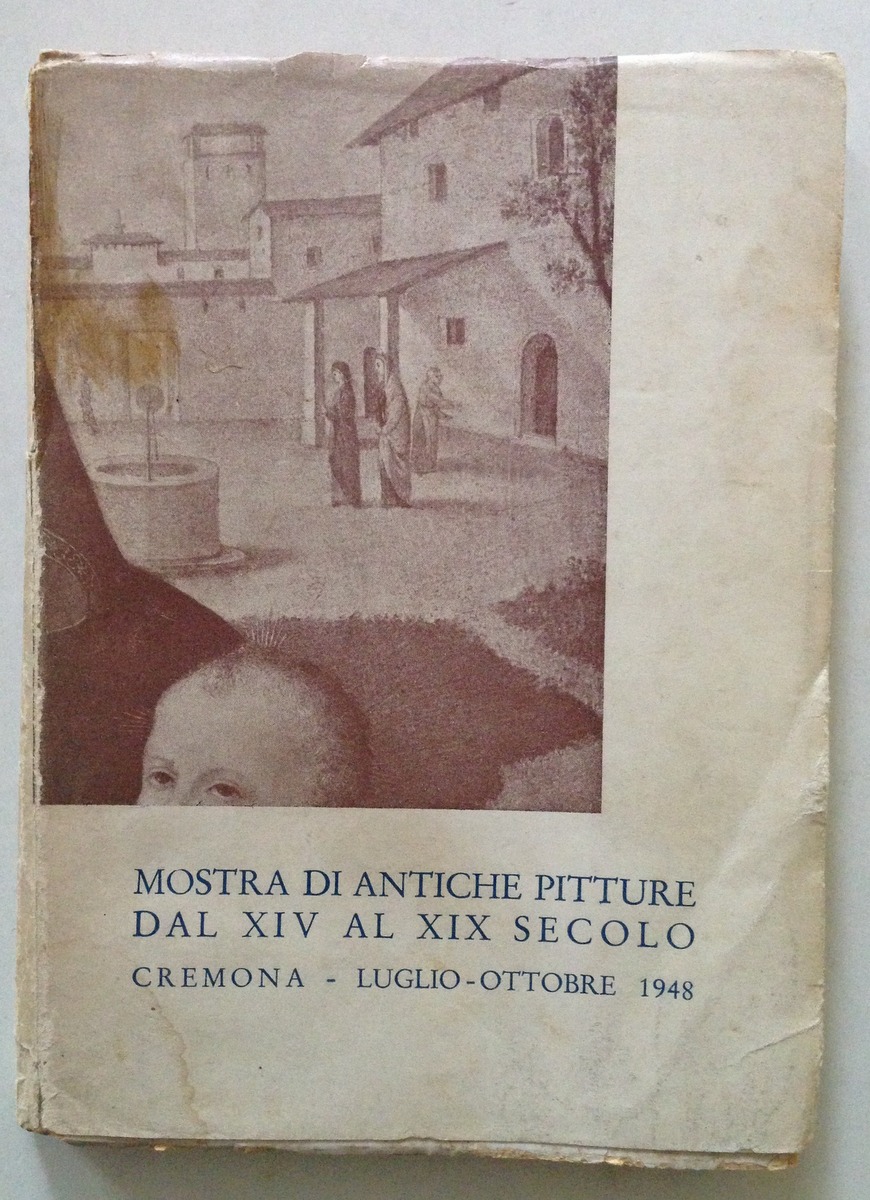 MOSTRA DI ANTICHE PITTURE
DAL XIV AL XIX SECOLO
CREMONA - LUGLIO-OTTOBRE 1948